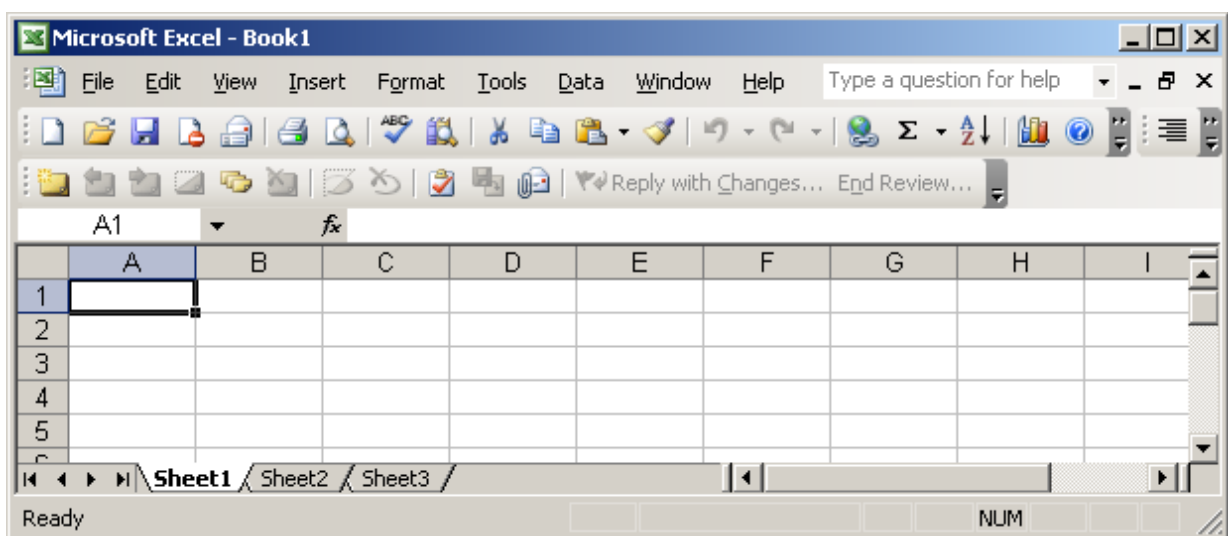 Microsoft Excel - Book1
File Edit View Insert Format Tools Data Window Help Type a question for help
ABC Σ A Z
Reply with Changes... End Review...
A1 fx
A B C D E F G H I
1
2
3
4
5
Sheet1 Sheet2 Sheet3
Ready NUM